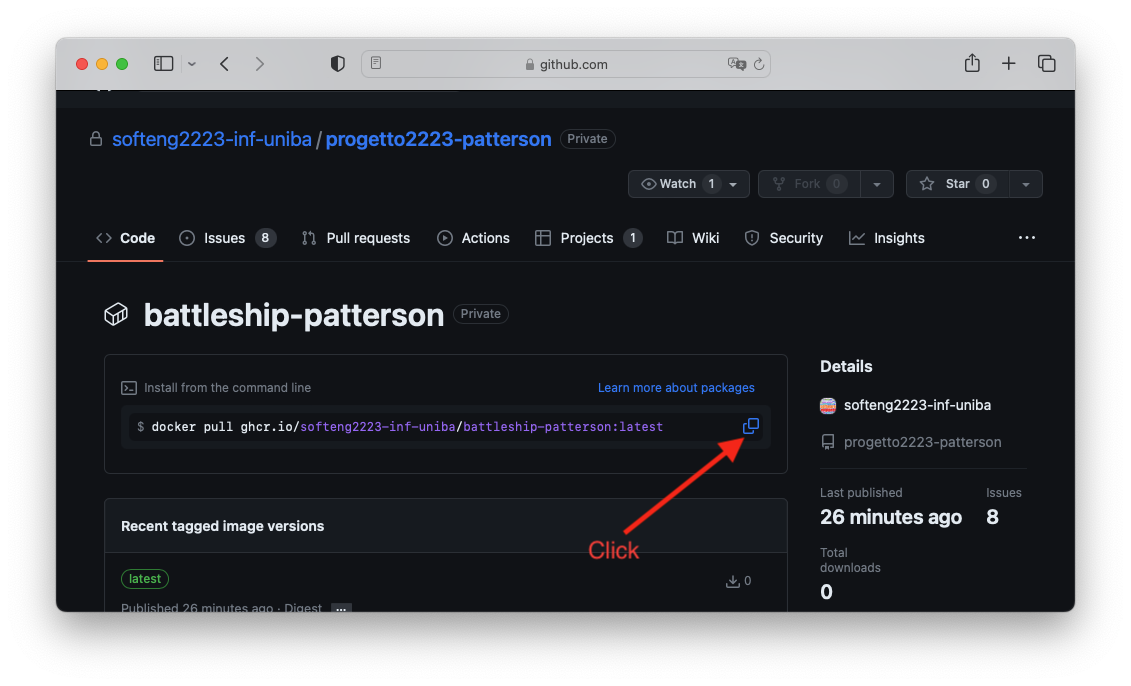 github.com
softeng2223-inf-uniba / progetto2223-patterson Private
Watch 1 Fork 0 Star 0
Code Issues 8 Pull requests Actions Projects 1 Wiki Security Insights
battleship-patterson Private
Install from the command line Learn more about packages
$ docker pull ghcr.io/softeng2223-inf-uniba/battleship-patterson:latest
Click
Recent tagged image versions
latest 0
Published 26 minutes ago · Digest ...
Details
softeng2223-inf-uniba
progetto2223-patterson
Last published Issues
26 minutes ago 8
Total
downloads
0